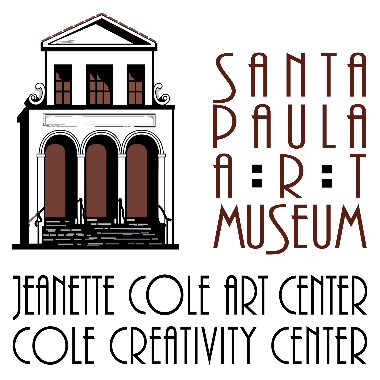 SANTA
PAULA
A:R:T
MUSEUM
JEANETTE COLE ART CENTER
COLE CREATIVITY CENTER